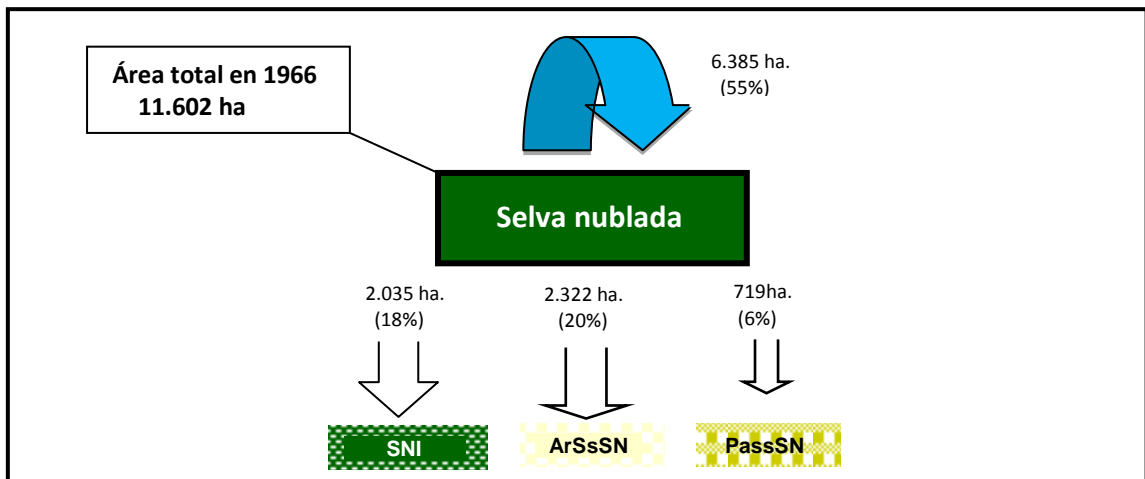 Área total en 1966
11.602 ha
6.385 ha.
(55%)
Selva nublada
2.035 ha.
(18%)
2.322 ha.
(20%)
719ha.
(6%)
SNI
ArSsSN
PassSN